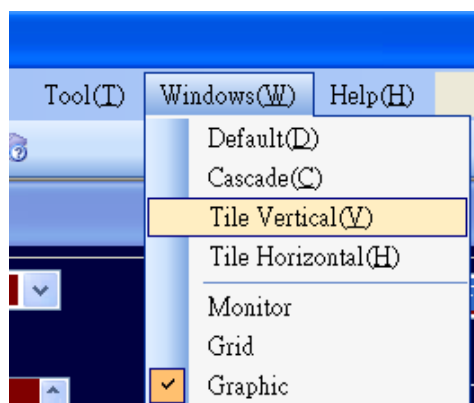 Tool(T) Windows(W) Help(H)
Default(D)
Cascade(C)
Tile Vertical(V)
Tile Horizontal(H)
Monitor
Grid
Graphic